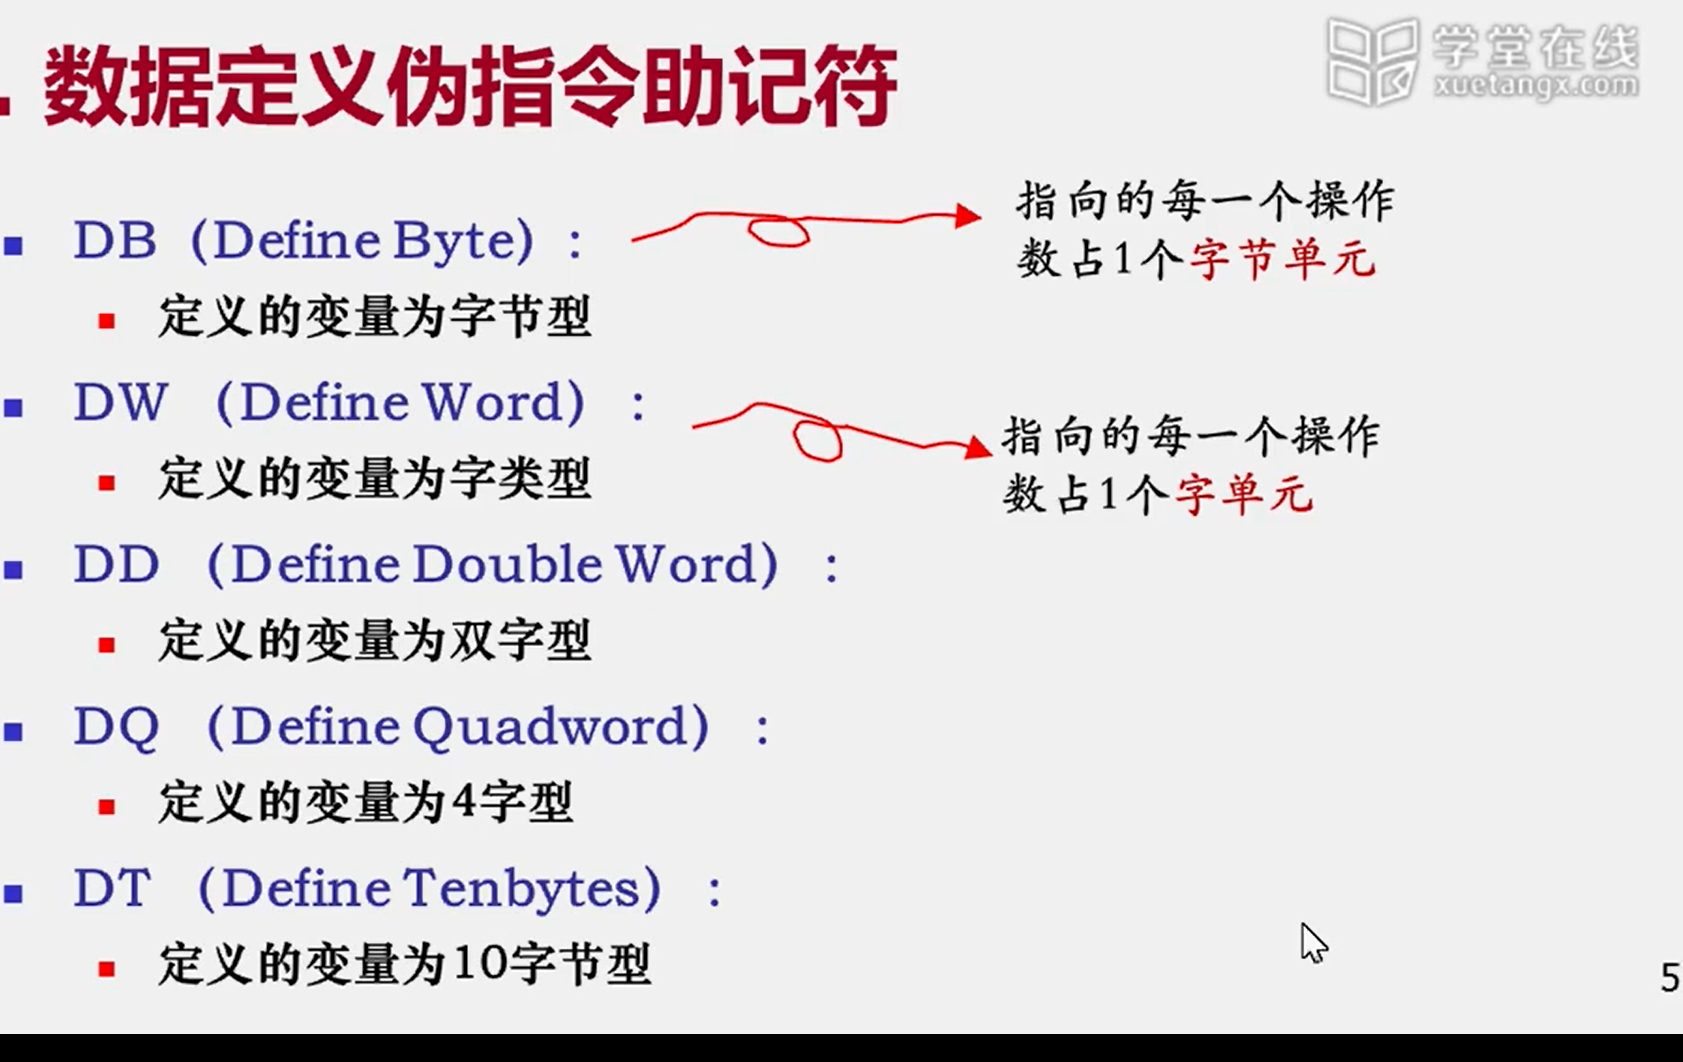 数据定义伪指令助记符
学堂在线
xuetangx.com
DB (Define Byte) :
指向的每一个操作
数占1个字节单元
定义的变量为字节型
DW (Define Word) :
指向的每一个操作
数占1个字单元
定义的变量为字类型
DD (Define Double Word) :
定义的变量为双字型
DQ (Define Quadword) :
定义的变量为4字型
DT (Define Tenbytes) :
定义的变量为10字节型
5